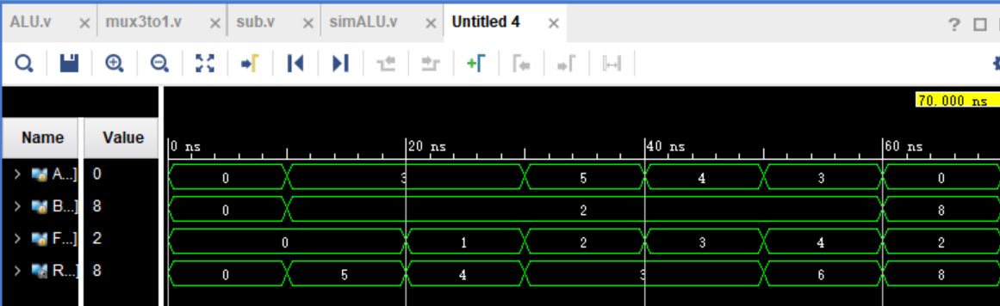 ALU.v × mux3to1.v × sub.v × simALU.v × Untitled 4 ×
?
70.000 ns
Name Value
0 ns 20 ns 40 ns 60 ns
> A...] 0 0 3 5 4 3 0
> B...] 8 0 2 8
> F...] 2 0 1 2 3 4 2
> R...] 8 0 5 4 3 6 8